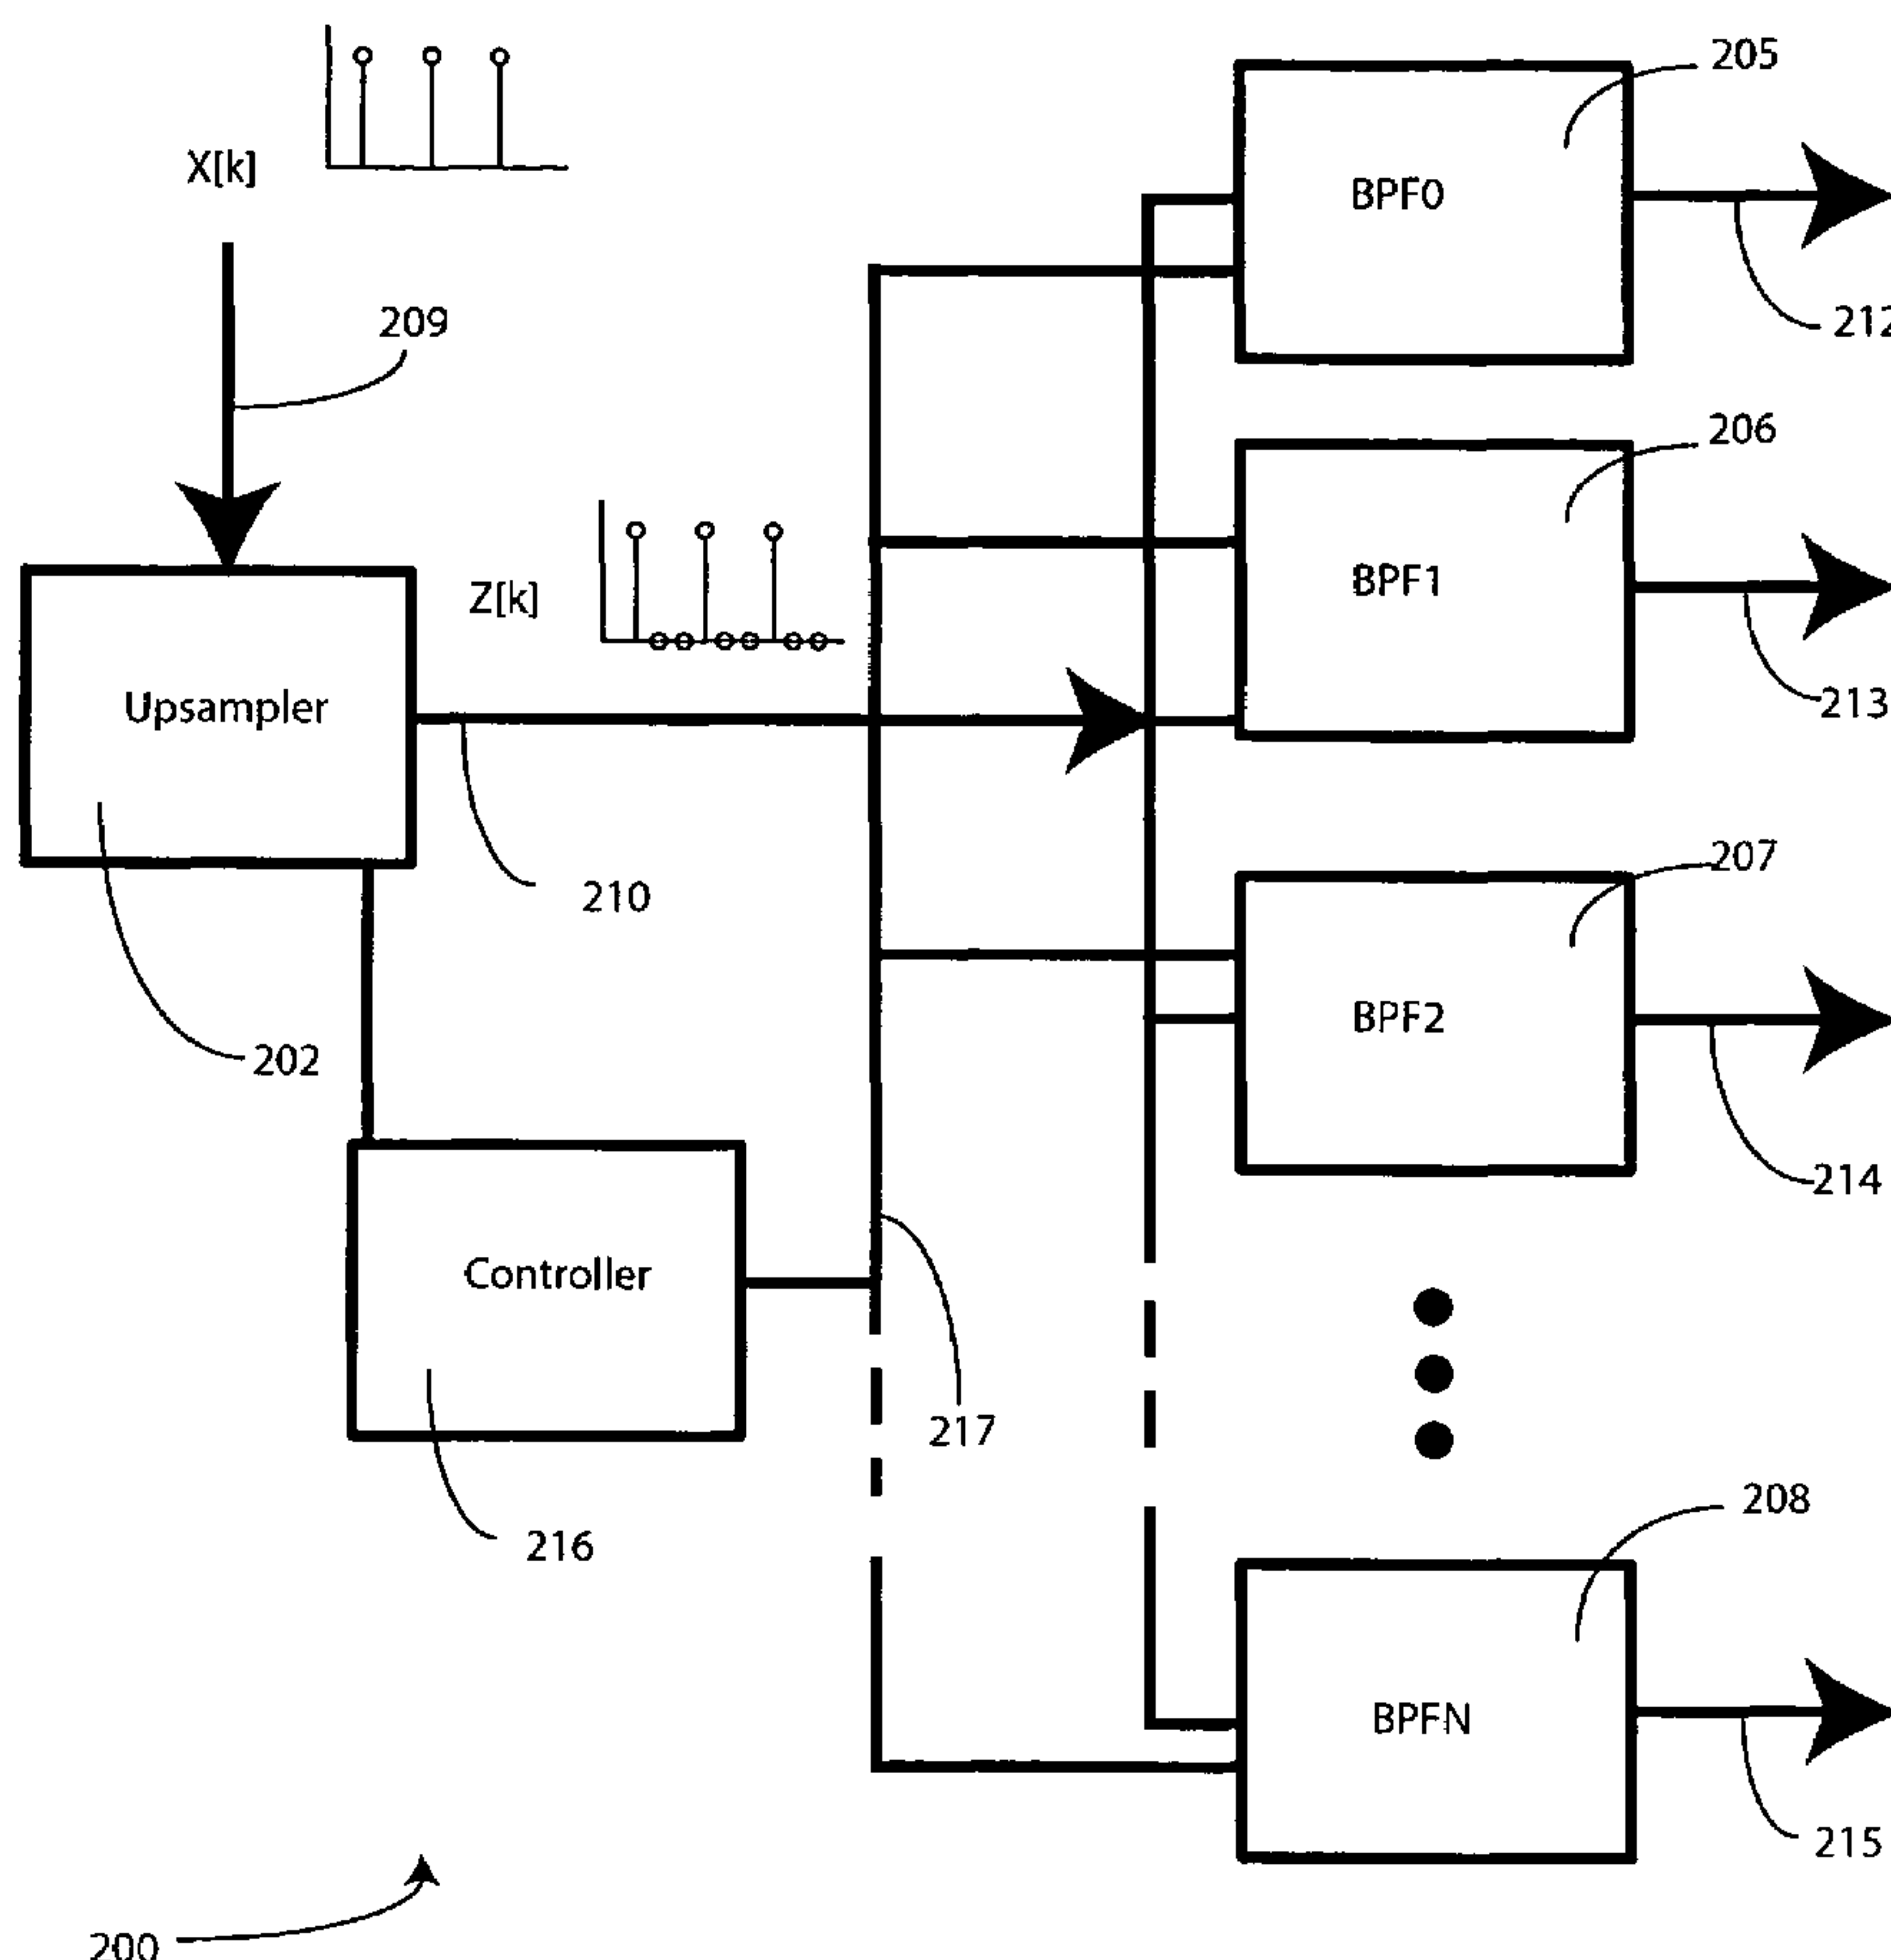 205
X[k]
BPF0
209
212
206
Z[k]
BPF1
Upsampler
213
207
210
BPF2
202
214
Controller
217
208
216
BPFN
215
200